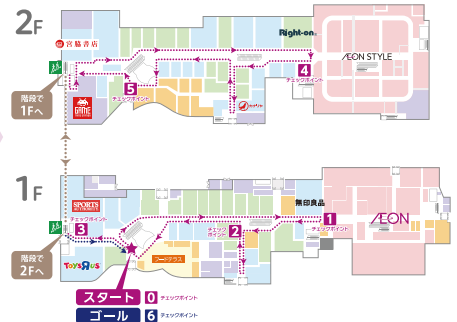 2F
宮脇書店
Right-on
ÆON STYLE
4
チェックポイント
5
チェックポイント
GAME
階段で
1Fへ
1F
SPORTS
AUTHORITY
無印良品
1
ÆON
チェックポイント
チェックポイント
3
チェック
ポイント
2
フードテラス
TOYSЯUS
階段で
2Fへ
スタート 0 チェックポイント
ゴール 6 チェックポイント